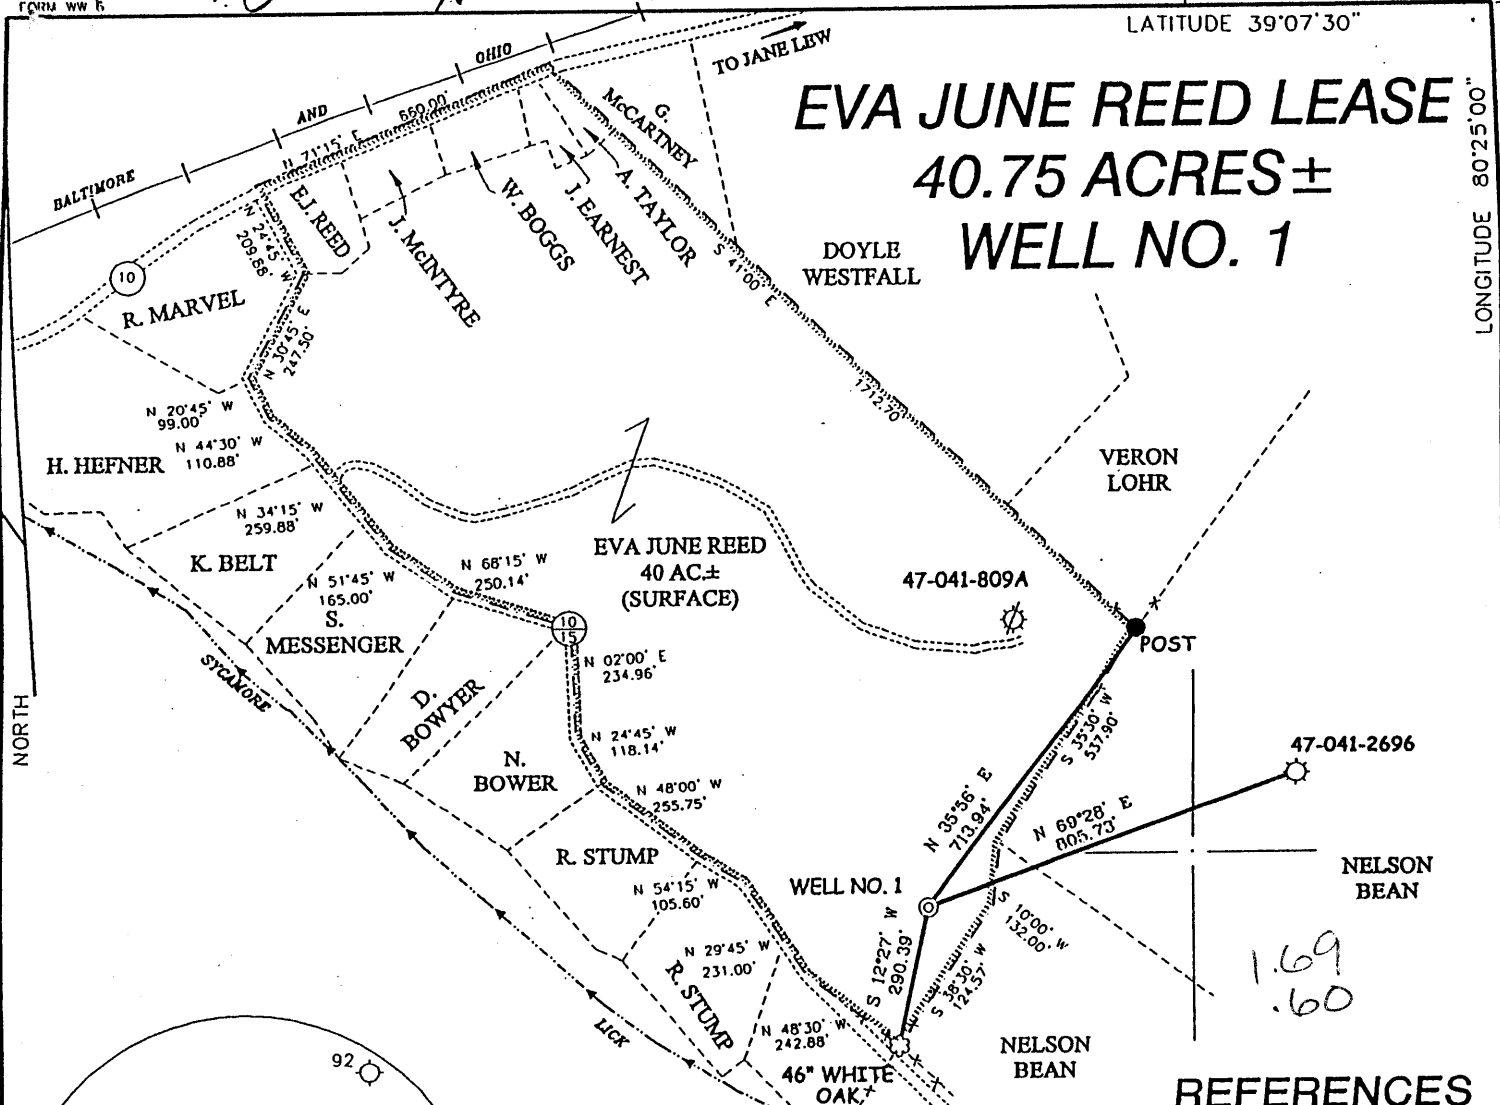 FORM WW 6
LATITUDE 39°07'30"
LONGITUDE 80°25'00"
EVA JUNE REED LEASE
40.75 ACRES±
WELL NO. 1
TO JANE LEW
BALTIMORE
AND
OHIO
N 71°15' E
660.00'
G.
McCARTNEY
E.J. REED
J. McINTYRE
W. BOGGS
J. EARNEST
A. TAYLOR
S 41°00' E
1712.70
DOYLE
WESTFALL
N 24°45' W
209.88'
10
R. MARVEL
N 30°45' E
247.50'
N 20°45' W
99.00'
N 44°30' W
110.88'
H. HEFNER
VERON
LOHR
N 34°15' W
259.88'
K. BELT
N 51°45' W
165.00'
S.
MESSENGER
N 68°15' W
250.14'
EVA JUNE REED
40 AC.±
(SURFACE)
47-041-809A
10
15
POST
N 02°00' E
234.96'
SYCAMORE
NORTH
D.
BOWYER
N 24°45' W
118.14'
N.
BOWER
N 48°00' W
255.75'
S 35°30' W
537.90'
47-041-2696
N 35°56' E
713.94'
N 69°28' E
805.73'
R. STUMP
N 54°15' W
105.60'
WELL NO. 1
NELSON
BEAN
S 10°00' W
132.00'
S 12°27' W
290.39'
S 38°30' W
124.57'
N 29°45' W
231.00'
R. STUMP
1.69
.60
LICK
N 48°30' W
242.88'
46" WHITE
OAK
NELSON
BEAN
92
REFERENCES